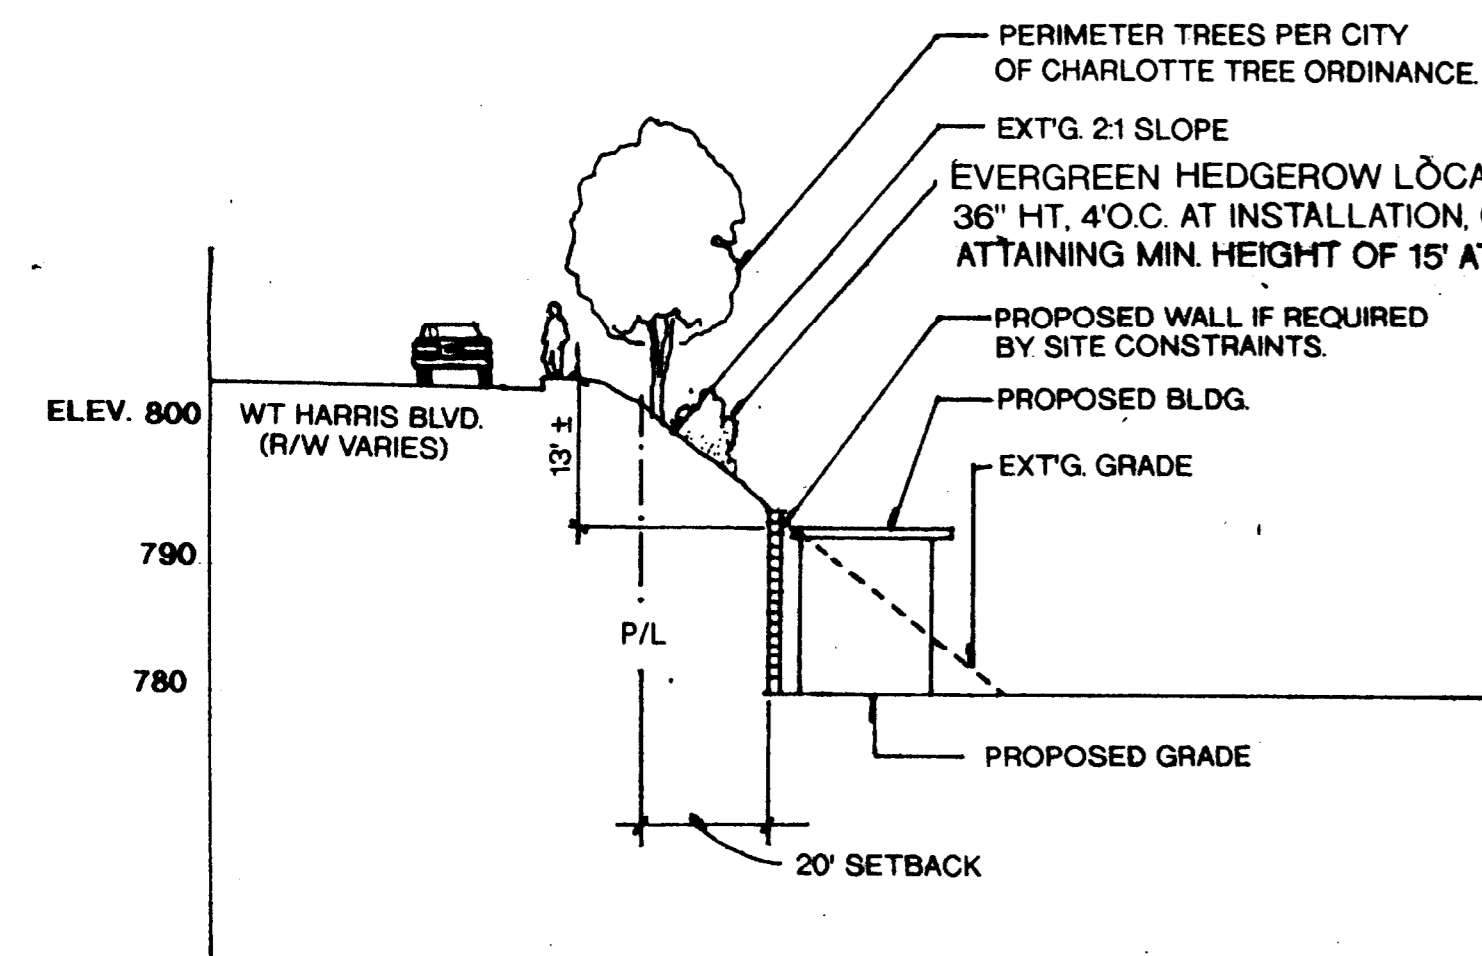 PERIMETER TREES PER CITY
OF CHARLOTTE TREE ORDINANCE.
EXT'G. 2:1 SLOPE
EVERGREEN HEDGEROW
36" HT, 4'O.C. AT INSTALLATION,
ATTAINING MIN. HEIGHT OF 15'
PROPOSED WALL IF REQUIRED
BY SITE CONSTRAINTS.
PROPOSED BLDG.
EXT'G. GRADE
ELEV. 800
WT HARRIS BLVD.
(R/W VARIES)
13' ±
790
P/L
780
PROPOSED GRADE
20' SETBACK